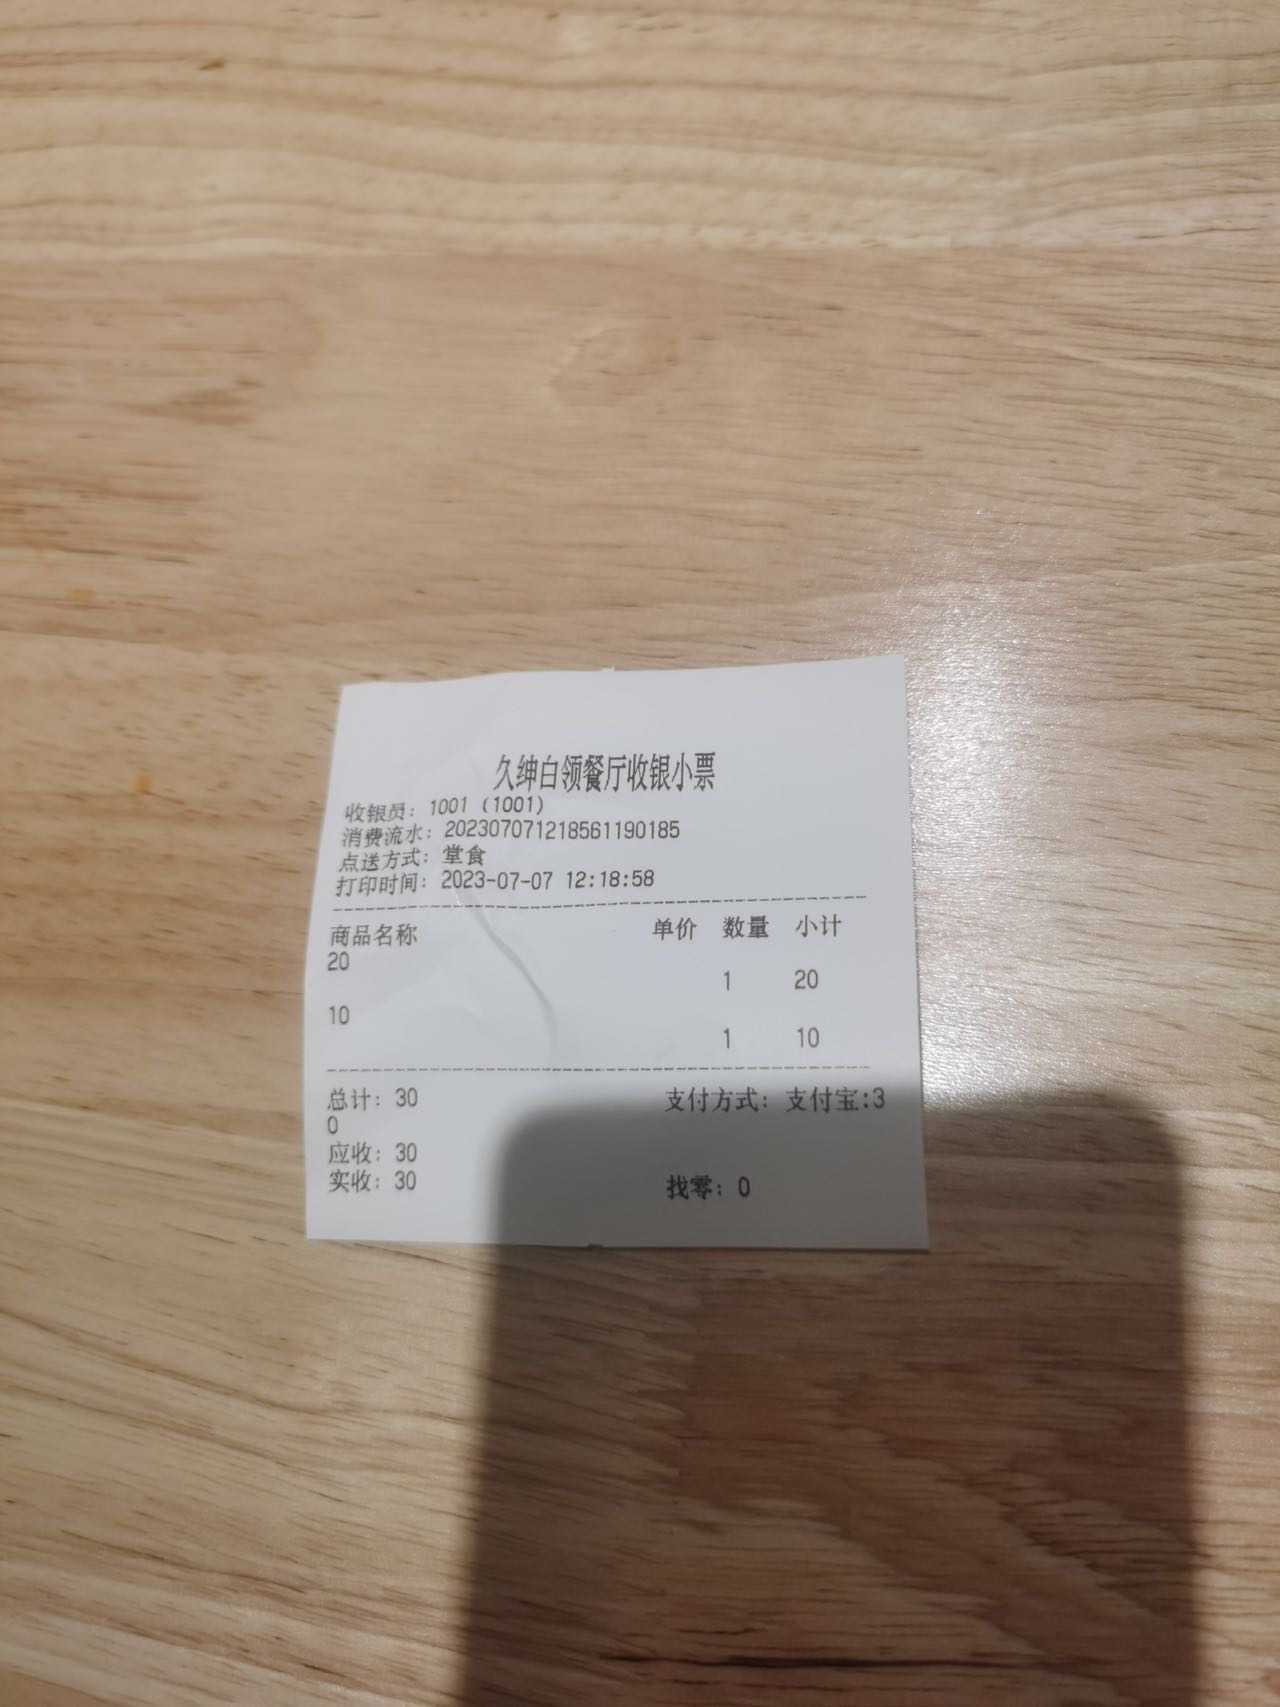 久绅白领餐厅收银小票
收银员: 1001 (1001)
消费流水: 202307071218561190185
点送方式: 堂食
打印时间: 2023-07-07 12:18:58
商品名称 单价 数量 小计
20
1 20
10
1 10
总计: 30 支付方式: 支付宝:3
0
应收: 30
实收: 30 找零: 0